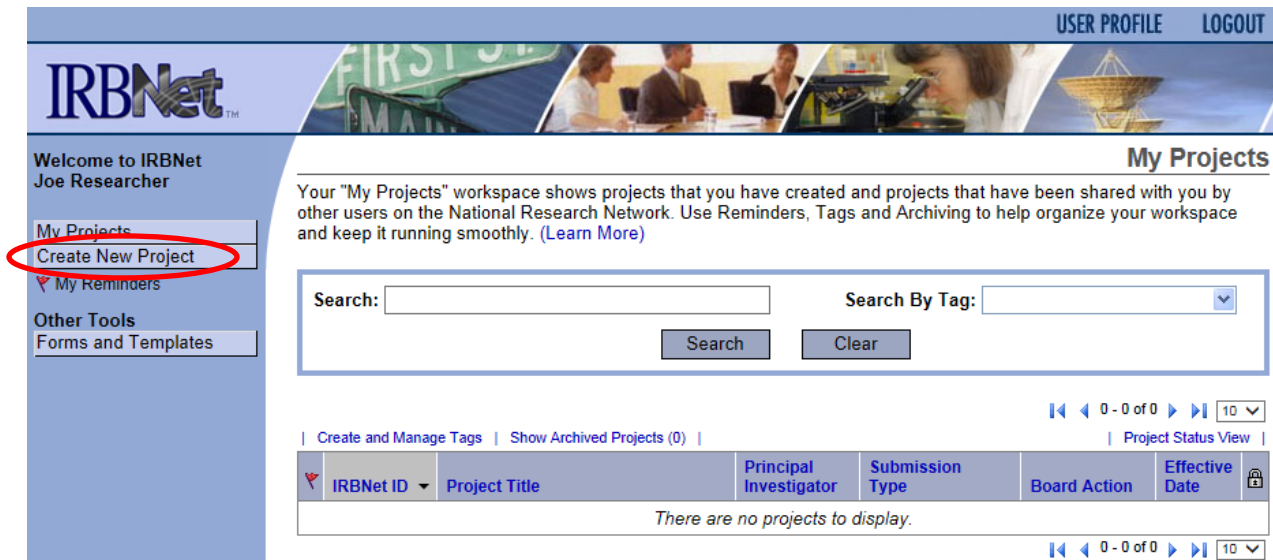 USER PROFILE LOGOUT
FIRST ST
MAIN
IRBNet TM
Welcome to IRBNet
Joe Researcher
My Projects
Create New Project
My Reminders
Other Tools
Forms and Templates
My Projects
Your "My Projects" workspace shows projects that you have created and projects that have been shared with you by
other users on the National Research Network. Use Reminders, Tags and Archiving to help organize your workspace
and keep it running smoothly. (Learn More)
Search: Search By Tag:
Search Clear
0 - 0 of 0 10
| Create and Manage Tags | Show Archived Projects (0) | | Project Status View |
IRBNet ID Project Title Principal Investigator Submission Type Board Action Effective Date
There are no projects to display.
0 - 0 of 0 10